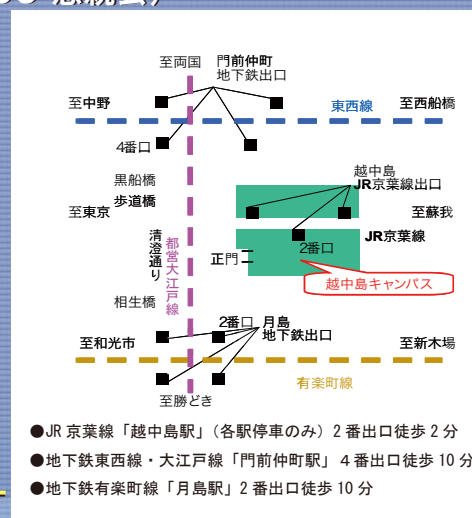 至両国 門前仲町
地下鉄出口
至中野 東西線 至西船橋
4番口
越中島
JR京葉線出口
黒船橋
歩道橋
至東京 至蘇我
清澄通り
都営大江戸線
正門
2番口
JR京葉線
越中島キャンパス
相生橋
2番口 月島
地下鉄出口
至和光市 至新木場
有楽町線
至勝どき
●JR 京葉線「越中島駅」（各駅停車のみ）2 番出口徒歩 2 分
●地下鉄東西線・大江戸線「門前仲町駅」４番出口徒歩 10 分
●地下鉄有楽町線「月島駅」2 番出口徒歩 10 分